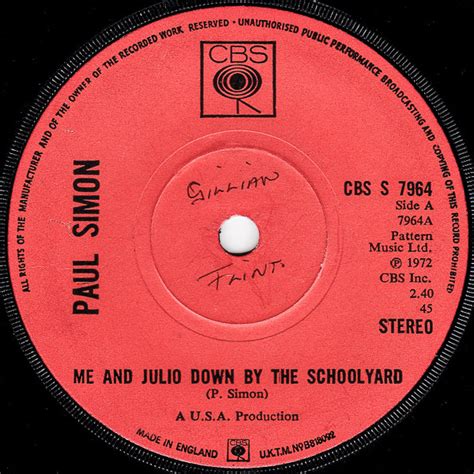 ALL RIGHTS OF THE MANUFACTURER AND OF THE OWNER OF THE RECORDED WORK RESERVED - UNAUTHORISED PUBLIC PERFORMANCE BROADCASTING AND COPYING OF THIS RECORD PROHIBITED
CBS
PAUL SIMON
GILLIAN
FLINT.
CBS S 7964
Side A
7964A
Pattern
Music Ltd.
℗ 1972
CBS Inc.
2.40
45
STEREO
ME AND JULIO DOWN BY THE SCHOOLYARD
(P. Simon)
A U.S.A. Production
MADE IN ENGLAND
CBS
U.K.T.M. No B818092